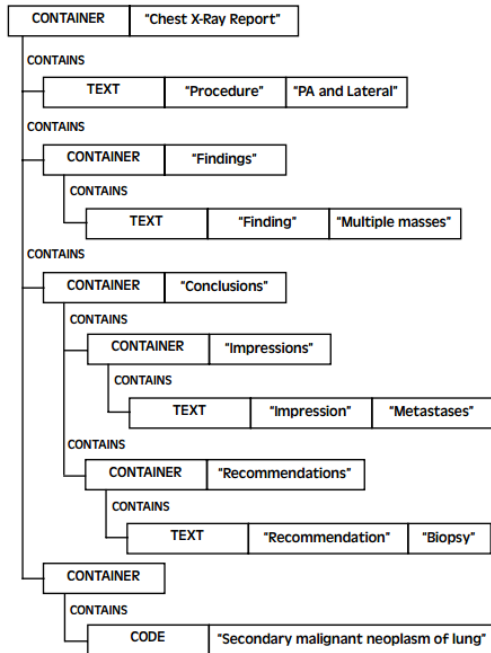 CONTAINER "Chest X-Ray Report"
CONTAINS
TEXT "Procedure" "PA and Lateral"
CONTAINS
CONTAINER "Findings"
CONTAINS
TEXT "Finding" "Multiple masses"
CONTAINS
CONTAINER "Conclusions"
CONTAINS
CONTAINER "Impressions"
CONTAINS
TEXT "Impression" "Metastases"
CONTAINS
CONTAINER "Recommendations"
CONTAINS
TEXT "Recommendation" "Biopsy"
CONTAINER
CONTAINS
CODE "Secondary malignant neoplasm of lung"